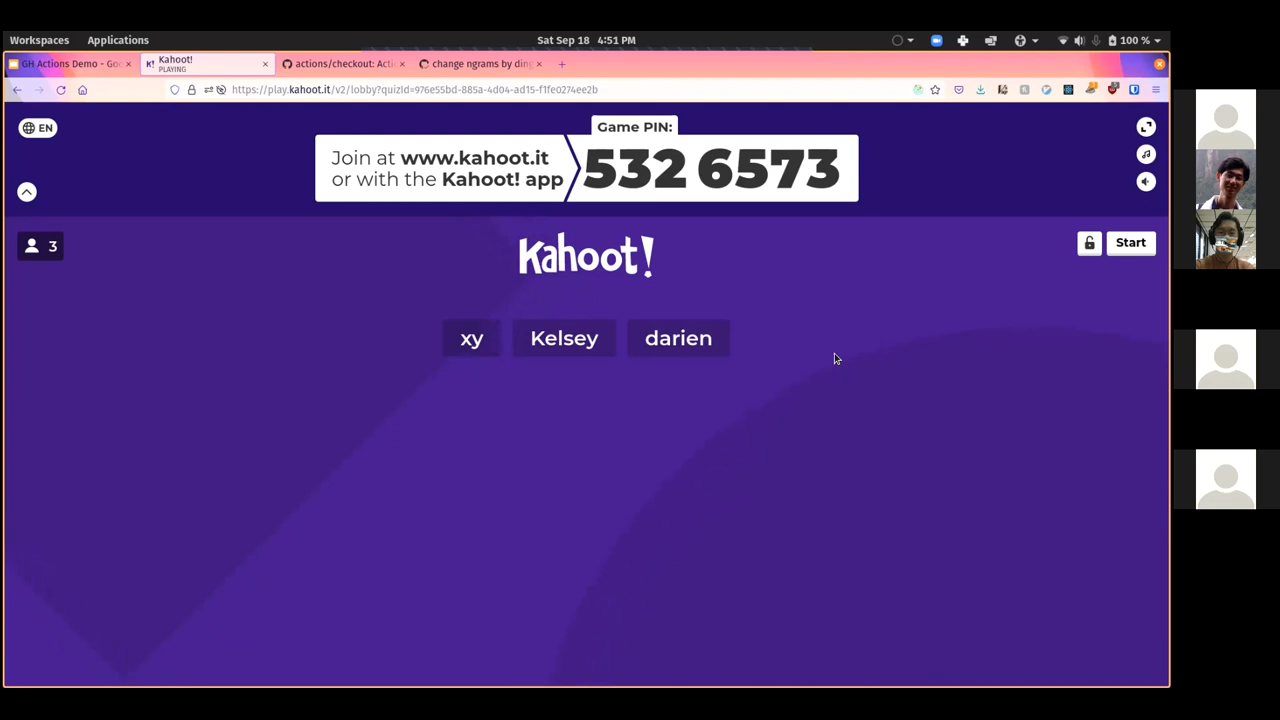 Workspaces Applications Sat Sep 18 4:51 PM 100 %
GH Actions Demo - Goo Kahoot! PLAYING actions/checkout: Acti change ngrams by ding
https://play.kahoot.it/v2/lobby?quizId=976e55bd-885a-4d04-ad15-f1fe0274ee2b
EN
Game PIN:
Join at www.kahoot.it
or with the Kahoot! app
532 6573
3
Kahoot!
Start
xy Kelsey darien